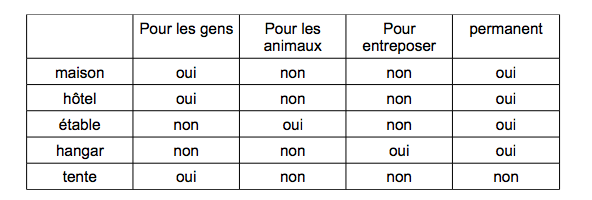 Pour les gens Pour les animaux Pour entreposer permanent
maison oui non non oui
hôtel oui non non oui
étable non oui non oui
hangar non non oui oui
tente oui non non non